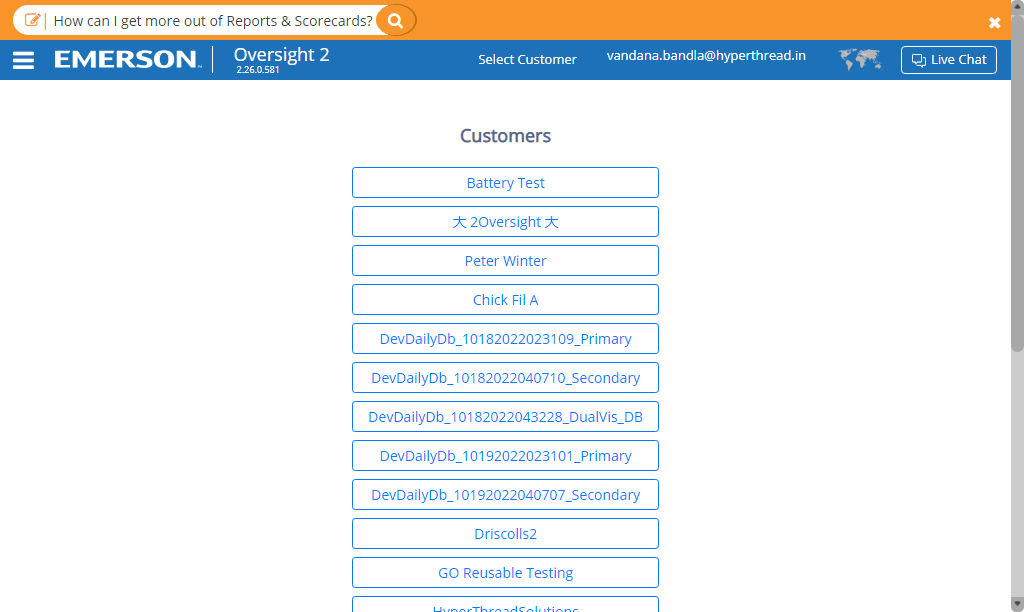 How can I get more out of Reports & Scorecards?
EMERSON
Oversight 2
2.26.0.581
Select Customer
vandana.bandla@hyperthread.in
Live Chat
Customers
Battery Test
大 2Oversight 大
Peter Winter
Chick Fil A
DevDailyDb_10182022023109_Primary
DevDailyDb_10182022040710_Secondary
DevDailyDb_10182022043228_DualVis_DB
DevDailyDb_10192022023101_Primary
DevDailyDb_10192022040707_Secondary
Driscolls2
GO Reusable Testing
HyperThreadSolutions